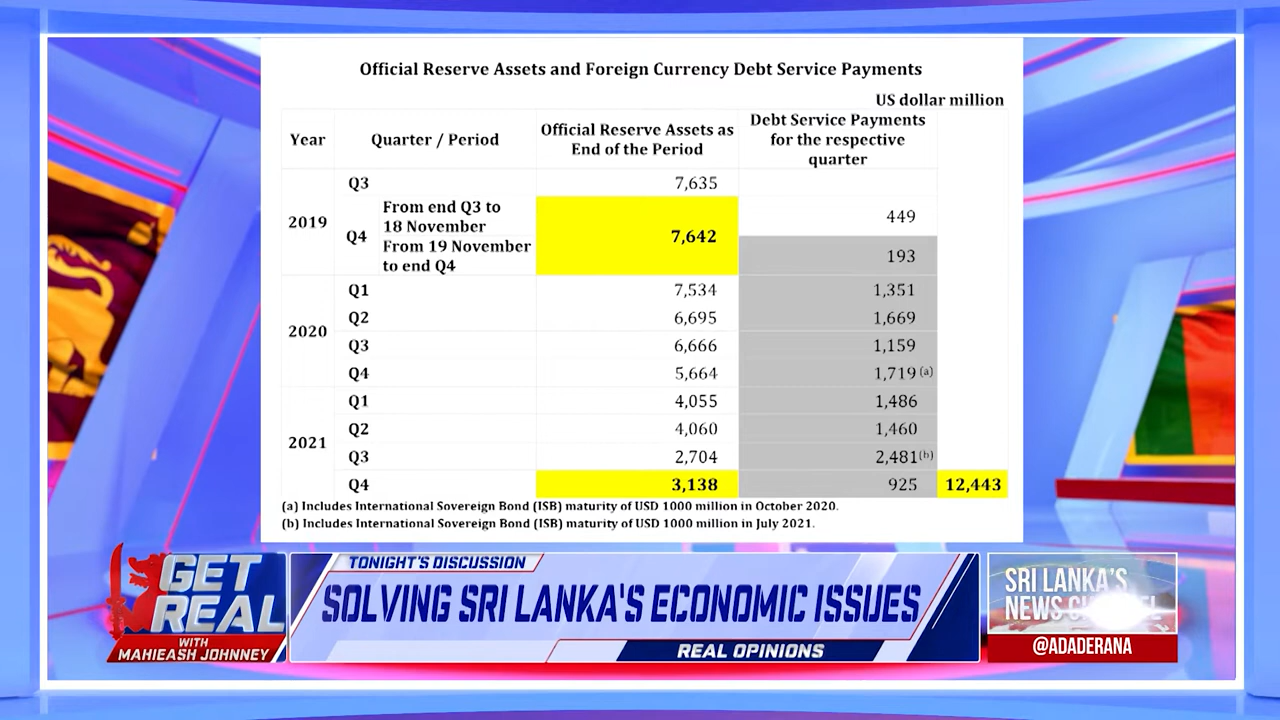 Official Reserve Assets and Foreign Currency Debt Service Payments
US dollar million
Year Quarter / Period Official Reserve Assets as End of the Period Debt Service Payments for the respective quarter
2019 Q3 7,635
Q4 From end Q3 to 18 November 7,642 449
From 19 November to end Q4 193
2020 Q1 7,534 1,351
Q2 6,695 1,669
Q3 6,666 1,159
Q4 5,664 1,719 (a)
2021 Q1 4,055 1,486
Q2 4,060 1,460
Q3 2,704 2,481(b)
Q4 3,138 925 12,443
(a) Includes International Sovereign Bond (ISB) maturity of USD 1000 million in October 2020.
(b) Includes International Sovereign Bond (ISB) maturity of USD 1000 million in July 2021.
GET REAL
WITH
MAHIEASH JOHNNEY
TONIGHT'S DISCUSSION
SOLVING SRI LANKA'S ECONOMIC ISSUES
REAL OPINIONS
SRI LANKA'S
NEWS
@ADADERANA